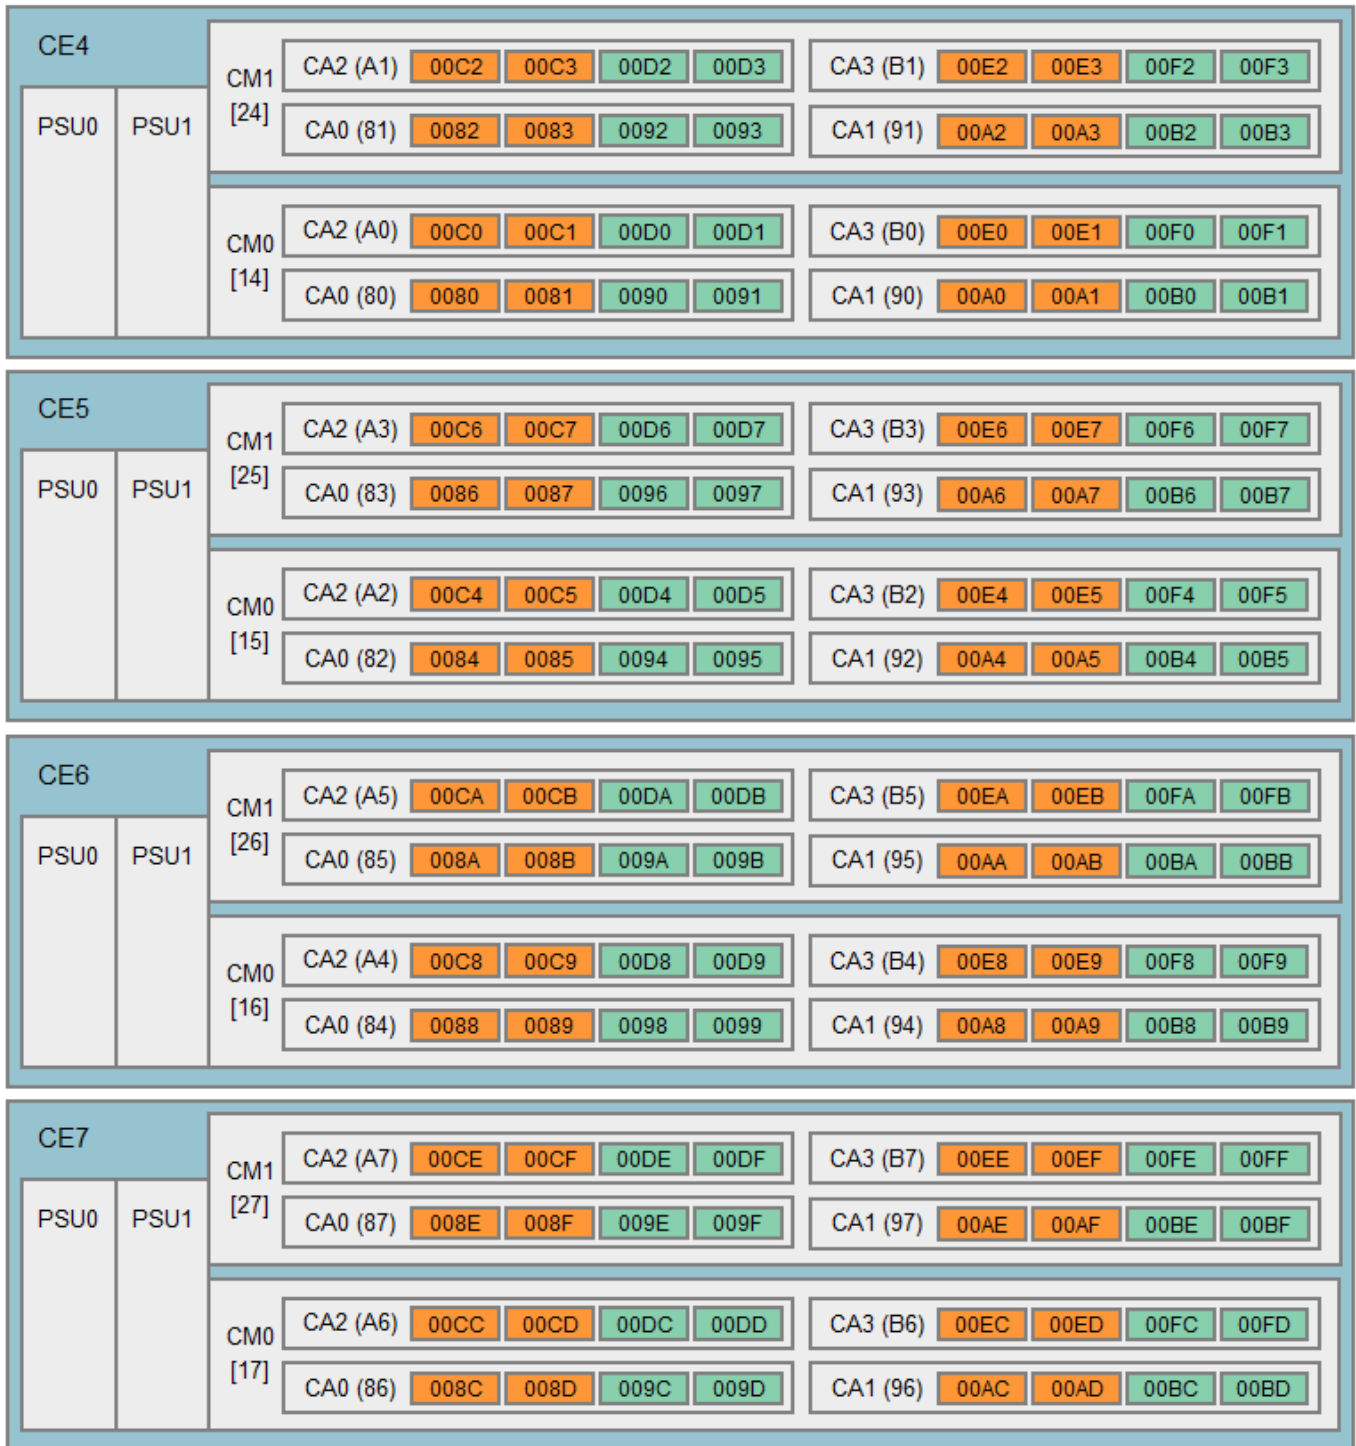 CE4
PSU0 PSU1
CM1
[24]
CA2 (A1) 00C2 00C3 00D2 00D3 CA3 (B1) 00E2 00E3 00F2 00F3
CA0 (81) 0082 0083 0092 0093 CA1 (91) 00A2 00A3 00B2 00B3
CM0
[14]
CA2 (A0) 00C0 00C1 00D0 00D1 CA3 (B0) 00E0 00E1 00F0 00F1
CA0 (80) 0080 0081 0090 0091 CA1 (90) 00A0 00A1 00B0 00B1
CE5
PSU0 PSU1
CM1
[25]
CA2 (A3) 00C6 00C7 00D6 00D7 CA3 (B3) 00E6 00E7 00F6 00F7
CA0 (83) 0086 0087 0096 0097 CA1 (93) 00A6 00A7 00B6 00B7
CM0
[15]
CA2 (A2) 00C4 00C5 00D4 00D5 CA3 (B2) 00E4 00E5 00F4 00F5
CA0 (82) 0084 0085 0094 0095 CA1 (92) 00A4 00A5 00B4 00B5
CE6
PSU0 PSU1
CM1
[26]
CA2 (A5) 00CA 00CB 00DA 00DB CA3 (B5) 00EA 00EB 00FA 00FB
CA0 (85) 008A 008B 009A 009B CA1 (95) 00AA 00AB 00BA 00BB
CM0
[16]
CA2 (A4) 00C8 00C9 00D8 00D9 CA3 (B4) 00E8 00E9 00F8 00F9
CA0 (84) 0088 0089 0098 0099 CA1 (94) 00A8 00A9 00B8 00B9
CE7
PSU0 PSU1
CM1
[27]
CA2 (A7) 00CE 00CF 00DE 00DF CA3 (B7) 00EE 00EF 00FE 00FF
CA0 (87) 008E 008F 009E 009F CA1 (97) 00AE 00AF 00BE 00BF
CM0
[17]
CA2 (A6) 00CC 00CD 00DC 00DD CA3 (B6) 00EC 00ED 00FC 00FD
CA0 (86) 008C 008D 009C 009D CA1 (96) 00AC 00AD 00BC 00BD